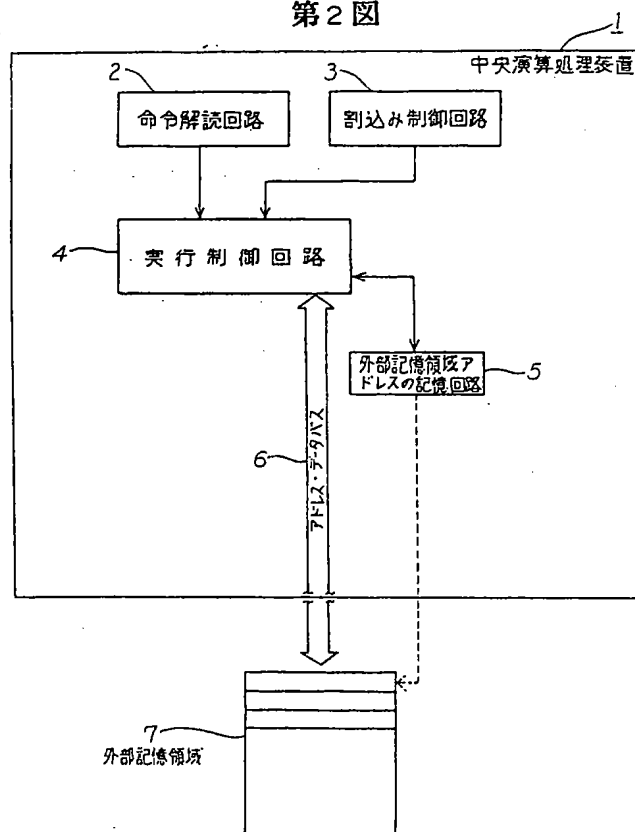 第2図
1
中央演算処理装置
2
命令解読回路
3
割込み制御回路
4
実行制御回路
外部記憶領域ア
ドレスの記憶回路
5
6
アドレス・データバス
7
外部記憶領域